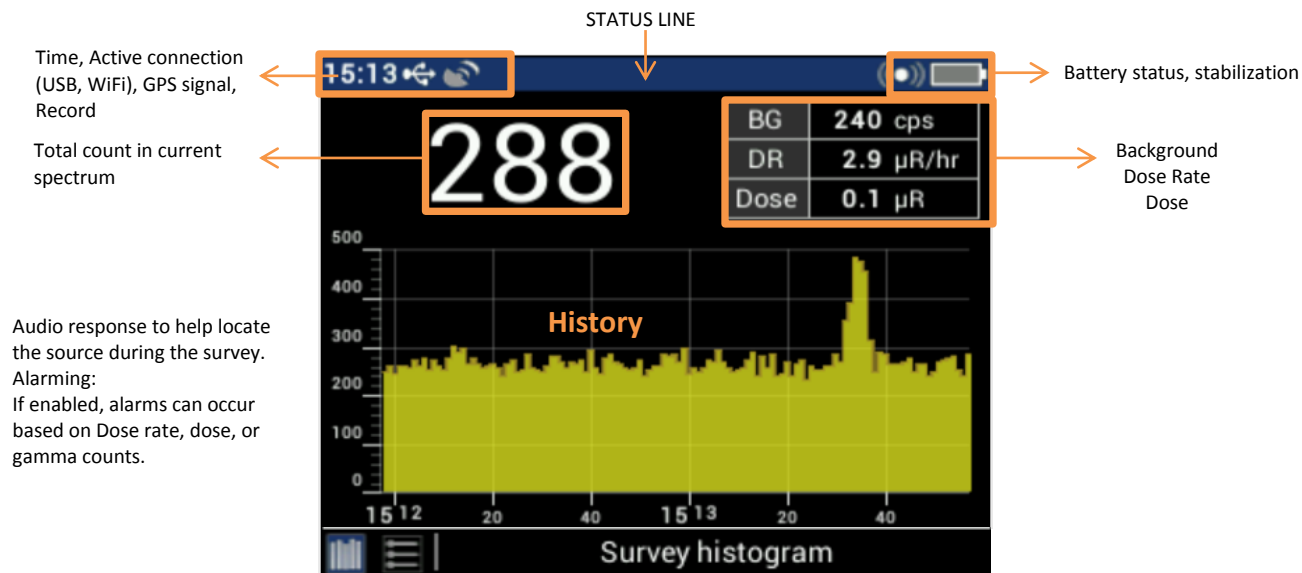 STATUS LINE
Time, Active connection
(USB, WiFi), GPS signal,
Record
15:13
Battery status, stabilization
Total count in current
spectrum
288
BG 240 cps
DR 2.9 µR/hr
Dose 0.1 µR
Background
Dose Rate
Dose
500
400
300
200
100
0
History
Audio response to help locate
the source during the survey.
Alarming:
If enabled, alarms can occur
based on Dose rate, dose, or
gamma counts.
15 12 20 40 15 13 20 40
Survey histogram